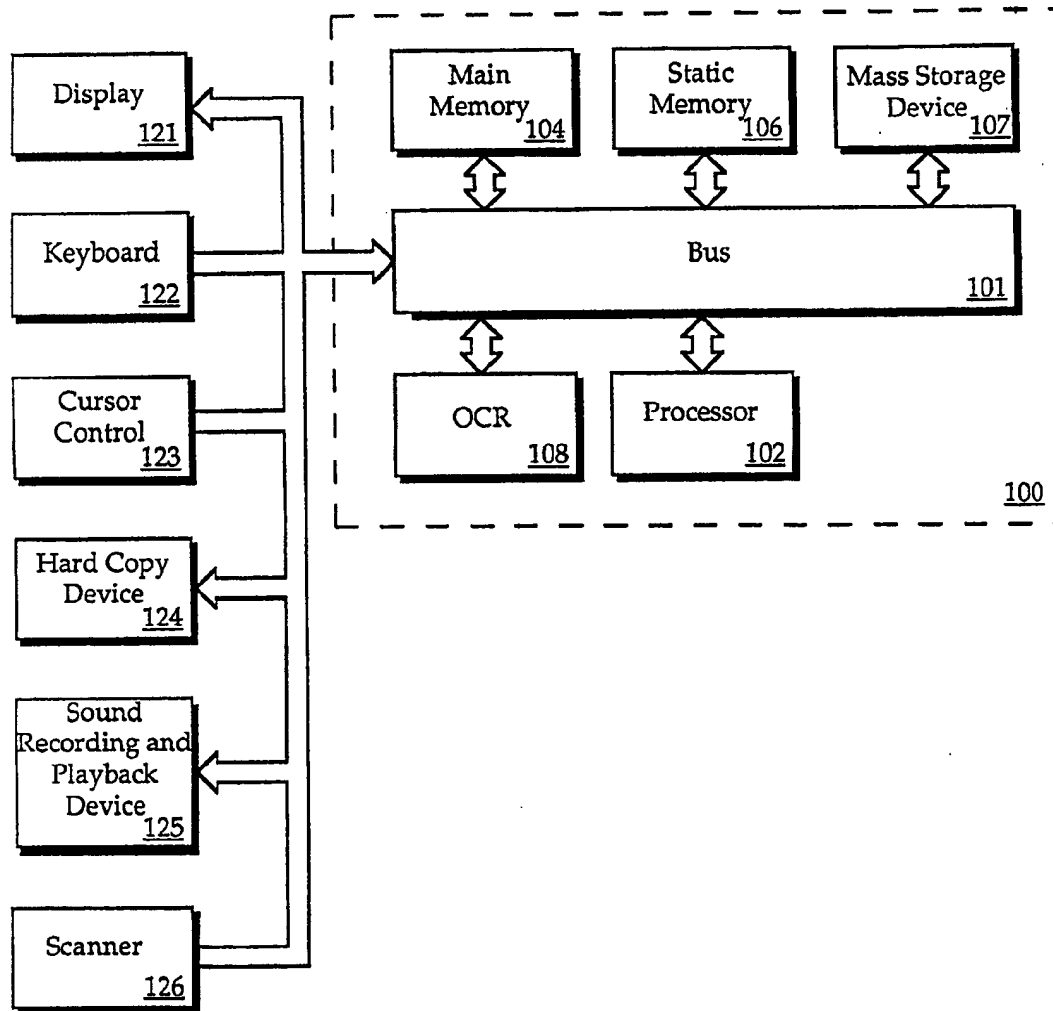 Display
121
Keyboard
122
Cursor
Control
123
Hard Copy
Device
124
Sound
Recording and
Playback
Device
125
Scanner
126
Main
Memory
104
Static
Memory
106
Mass Storage
Device
107
Bus
101
OCR
108
Processor
102
100